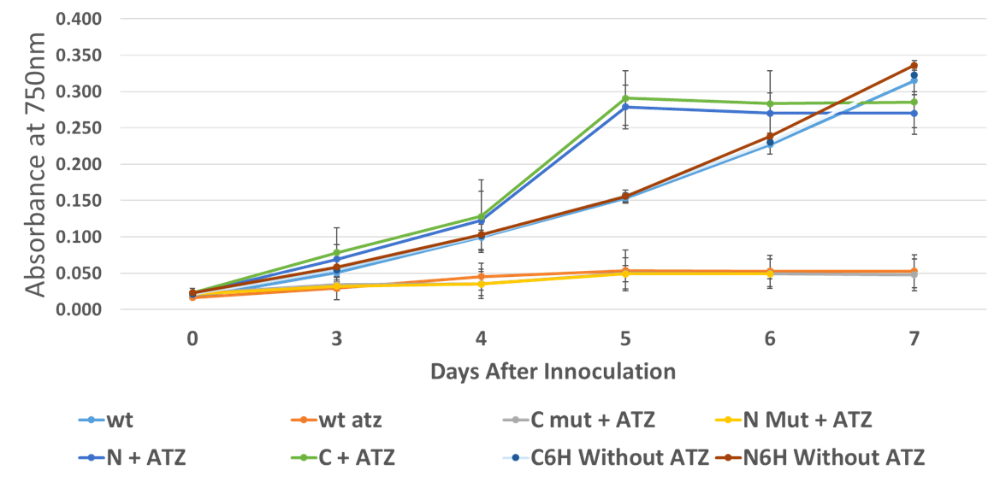 0.400
0.350
0.300
0.250
0.200
0.150
0.100
0.050
0.000
Absorbance at 750nm
0 3 4 5 6 7
Days After Innoculation
wt wt atz C mut + ATZ N Mut + ATZ
N + ATZ C + ATZ C6H Without ATZ N6H Without ATZ